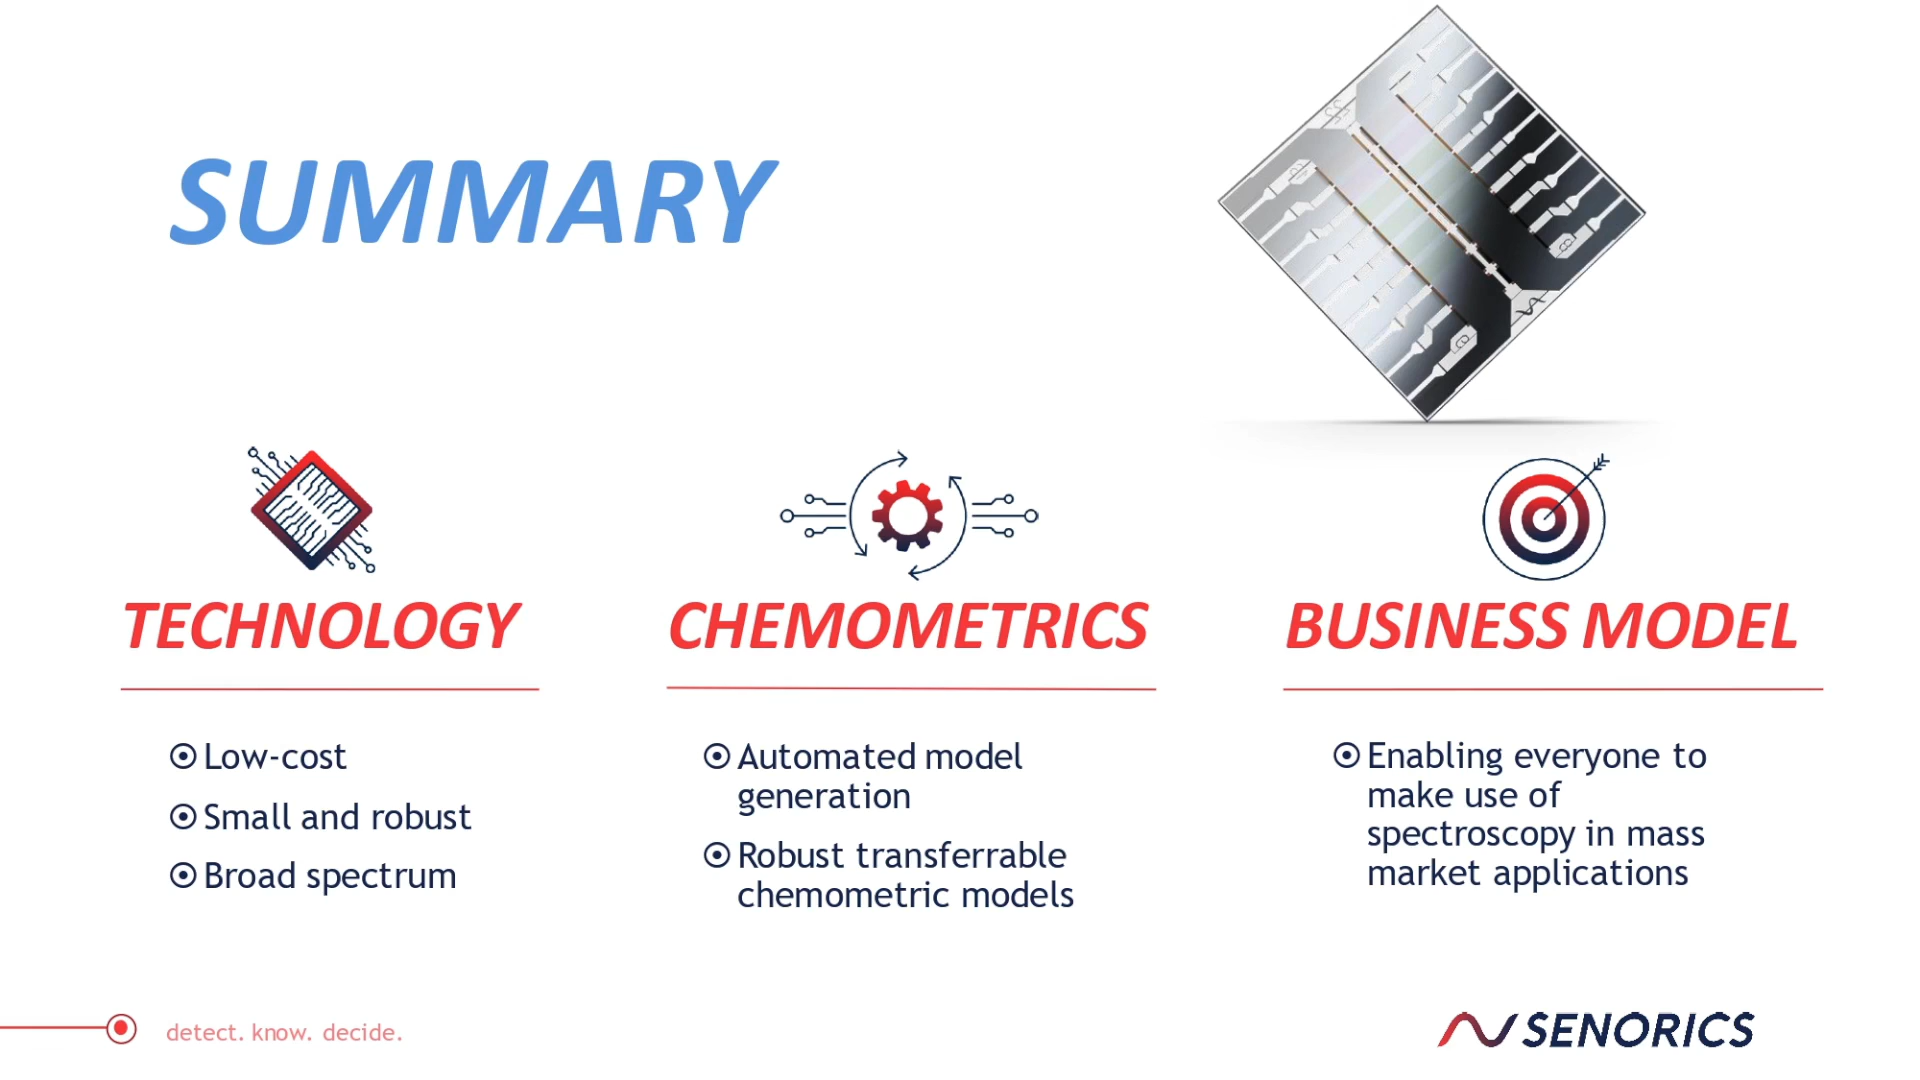 SUMMARY
TECHNOLOGY
Low-cost
Small and robust
Broad spectrum
CHEMOMETRICS
Automated model
generation
Robust transferrable
chemometric models
BUSINESS MODEL
Enabling everyone to
make use of
spectroscopy in mass
market applications
detect. know. decide.
SENORICS